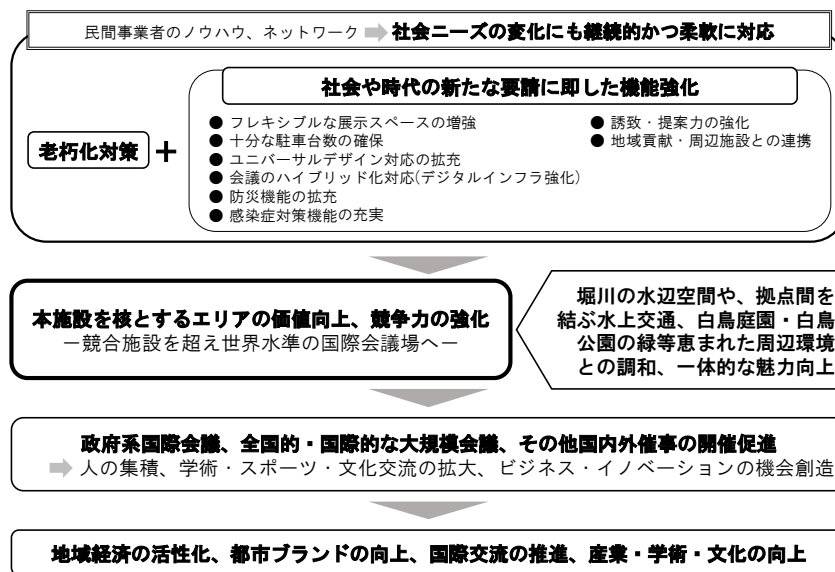 民間事業者のノウハウ、ネットワーク ➡ 社会ニーズの変化にも継続的かつ柔軟に対応
社会や時代の新たな要請に即した機能強化
老朽化対策 +
● フレキシブルな展示スペースの増強
● 十分な駐車台数の確保
● ユニバーサルデザイン対応の拡充
● 会議のハイブリッド化対応(デジタルインフラ強化)
● 防災機能の拡充
● 感染症対策機能の充実
● 誘致・提案力の強化
● 地域貢献・周辺施設との連携
本施設を核とするエリアの価値向上、競争力の強化
－競合施設を超え世界水準の国際会議場へ－
堀川の水辺空間や、拠点間を
結ぶ水上交通、白鳥庭園・白鳥
公園の緑等恵まれた周辺環境
との調和、一体的な魅力向上
政府系国際会議、全国的・国際的な大規模会議、その他国内外催事の開催促進
➡ 人の集積、学術・スポーツ・文化交流の拡大、ビジネス・イノベーションの機会創造
地域経済の活性化、都市ブランドの向上、国際交流の推進、産業・学術・文化の向上